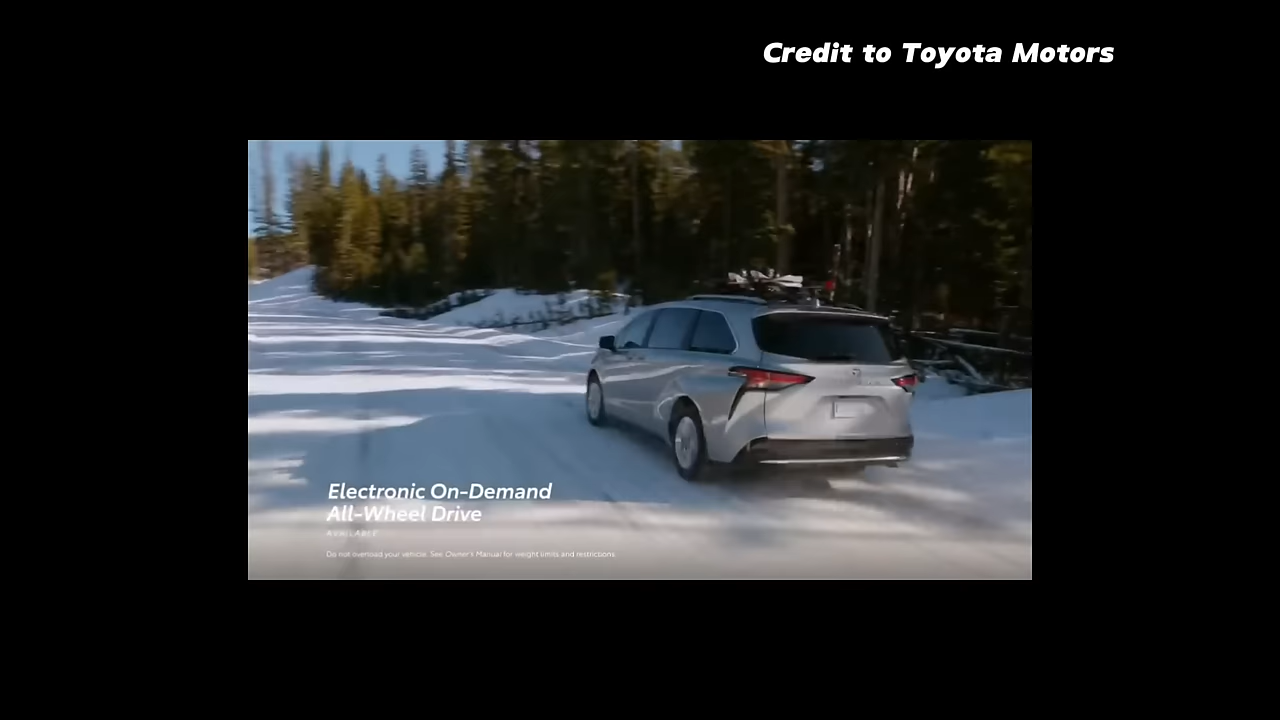 Credit to Toyota Motors
Electronic On-Demand
All-Wheel Drive
AVAILABLE
Do not overload your vehicle. See Owner's Manual for weight limits and restrictions.